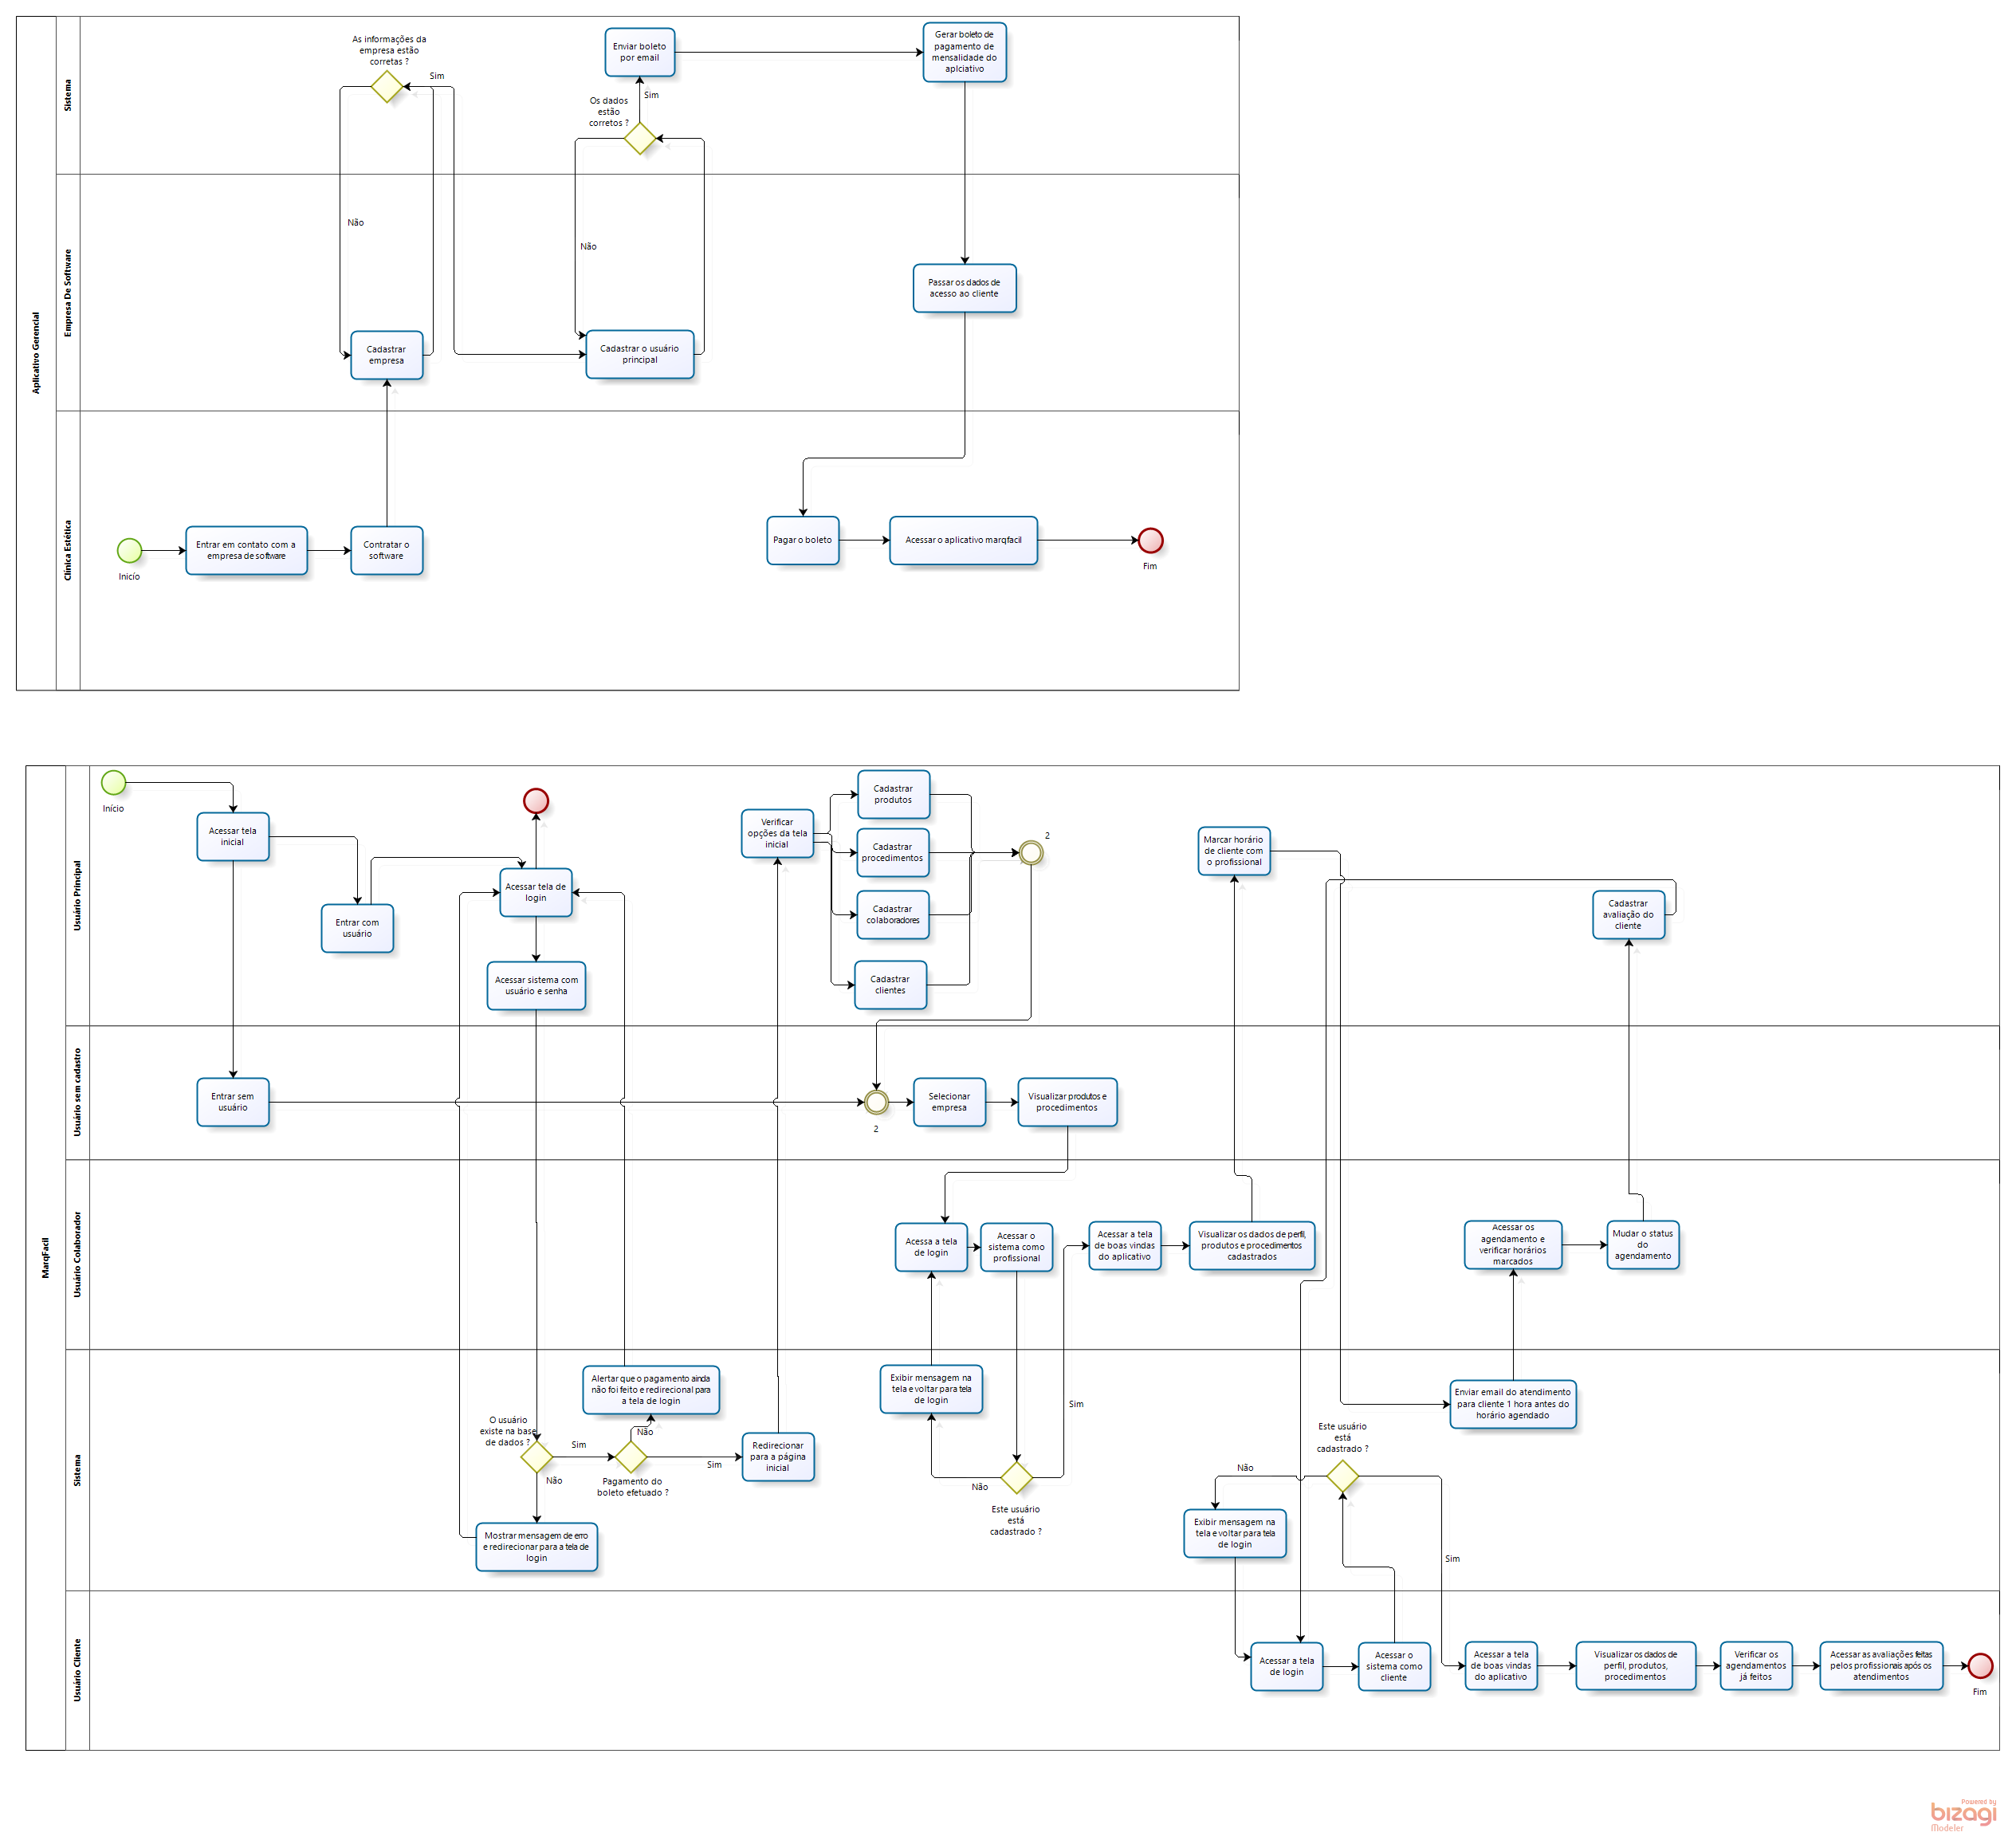 Aplicativo Gerencial
Sistema
As informações da
empresa estão
corretas ?
Sim
Enviar boleto
por email
Os dados
estão
corretos ?
Sim
Gerar boleto de
pagamento de
mensalidade do
aplciativo
Empresa De Software
Não
Não
Cadastrar
empresa
Cadastrar o usuário
principal
Passar os dados de
acesso ao cliente
Clínica Estética
Inicío
Entrar em contato com a
empresa de software
Contratar o
software
Pagar o boleto
Acessar o aplicativo marqfacil
Fim
MarqFacil
Usuário Principal
Início
Acessar tela
inicial
Entrar com
usuário
Acessar tela de
login
Acessar sistema com
usuário e senha
Verificar
opções da tela
inicial
Cadastrar
produtos
Cadastrar
procedimentos
Cadastrar
colaboradores
Cadastrar
clientes
2
Marcar horário
de cliente com
o profissional
Cadastrar
avaliação do
cliente
Usuário sem cadastro
Entrar sem
usuário
2
Selecionar
empresa
Visualizar produtos e
procedimentos
Usuário Colaborador
Acessa a tela
de login
Acessar o
sistema como
profissional
Acessar a tela
de boas vindas
do aplicativo
Visualizar os dados de perfil,
produtos e procedimentos
cadastrados
Acessar os
agendamento e
verificar horários
marcados
Mudar o status
do
agendamento
Sistema
O usuário
existe na base
de dados ?
Sim
Não
Mostrar mensagem de erro
e redirecionar para a tela de
login
Alertar que o pagamento ainda
não foi feito e redirecional para
a tela de login
Não
Pagamento do
boleto efetuado ?
Sim
Redirecionar
para a página
inicial
Exibir mensagem na
tela e voltar para tela
de login
Não
Este usuário
está
cadastrado ?
Sim
Enviar email do atendimento
para cliente 1 hora antes do
horário agendado
Este usuário
está
cadastrado ?
Não
Exibir mensagem na
tela e voltar para tela
de login
Sim
Usuário Cliente
Acessar a tela
de login
Acessar o
sistema como
cliente
Acessar a tela
de boas vindas
do aplicativo
Visualizar os dados de
perfil, produtos,
procedimentos
Verificar os
agendamentos
já feitos
Acessar as avaliações feitas
pelos profissionais após os
atendimentos
Fim
Powered by
bizagi
Modeler